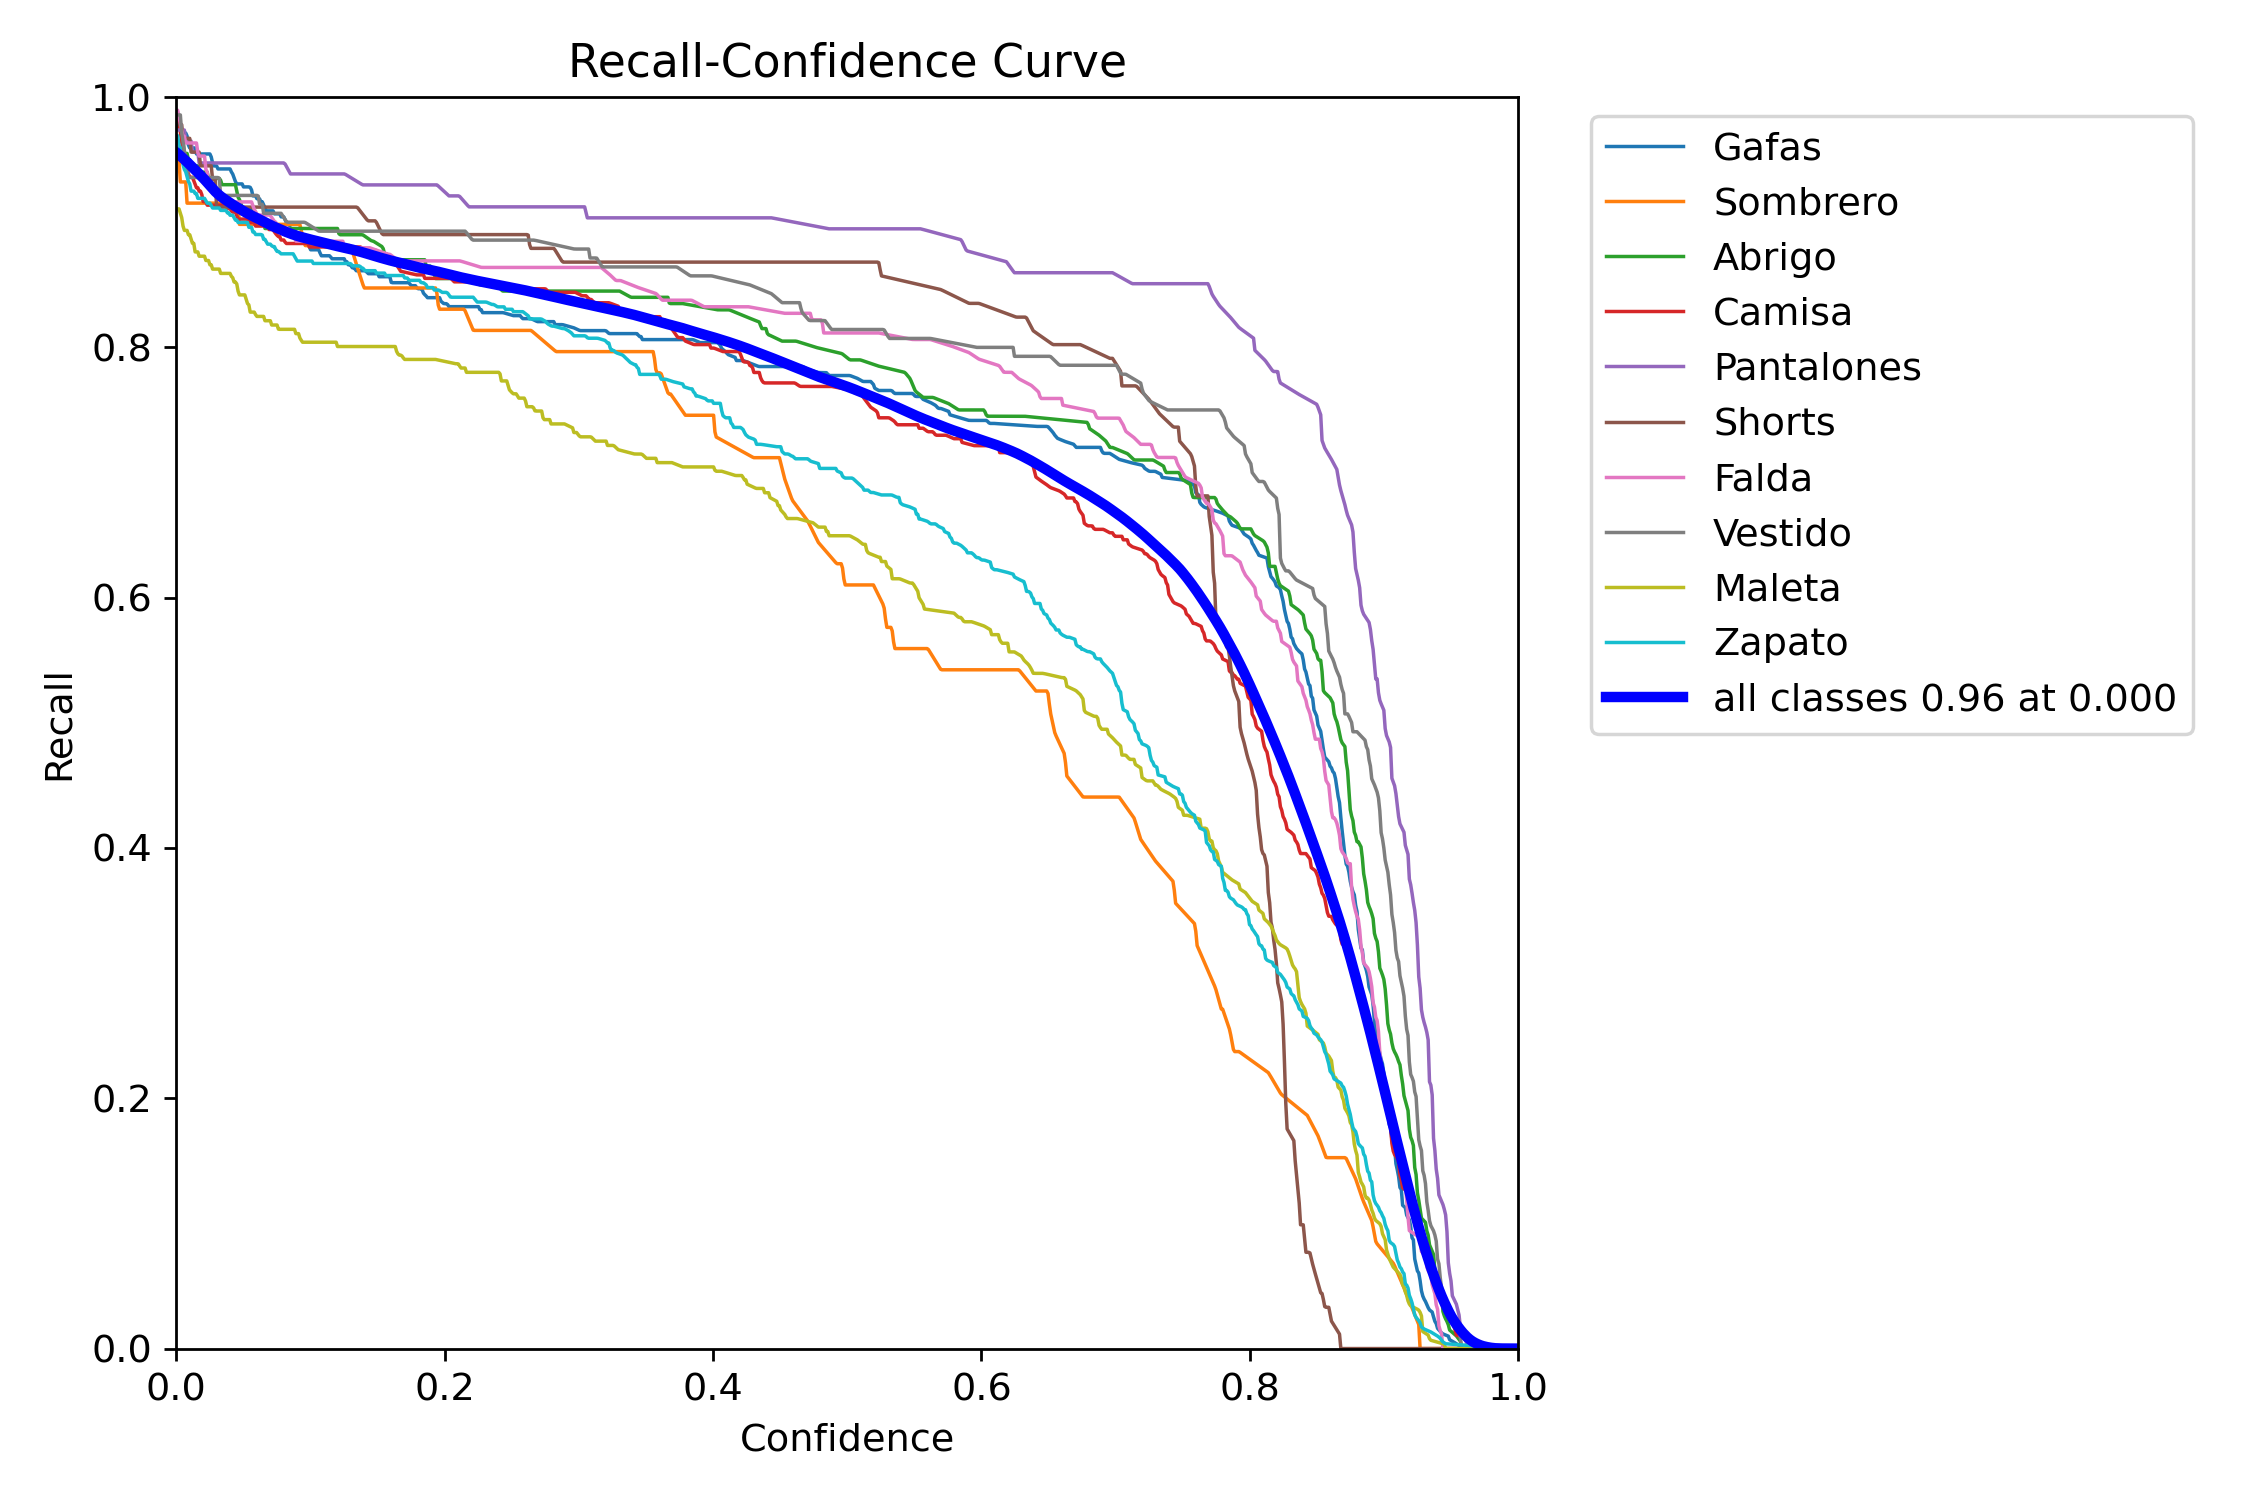 Recall-Confidence Curve
1.0
0.8
0.6
0.4
0.2
0.0
Recall
0.0 0.2 0.4 0.6 0.8 1.0
Confidence
Gafas
Sombrero
Abrigo
Camisa
Pantalones
Shorts
Falda
Vestido
Maleta
Zapato
all classes 0.96 at 0.000